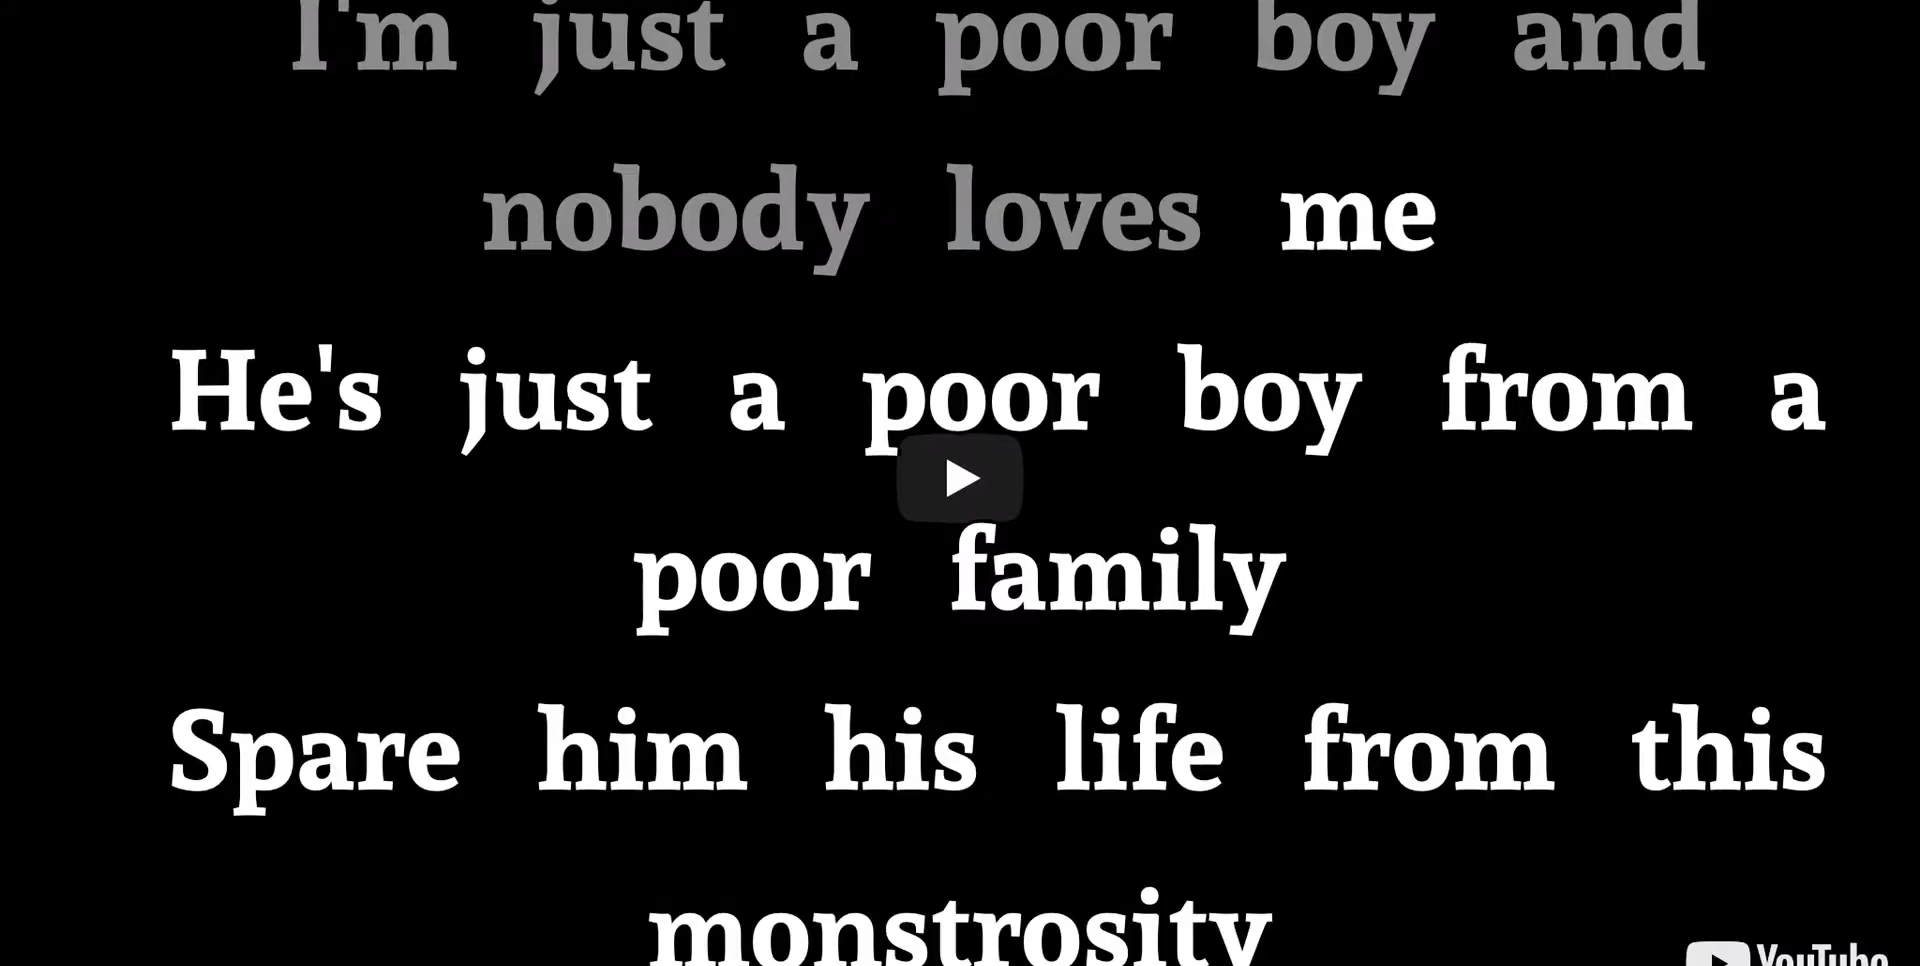 I'm just a poor boy and
nobody loves me
He's just a poor boy from a
poor family
Spare him his life from this
monstrosity
YouTube